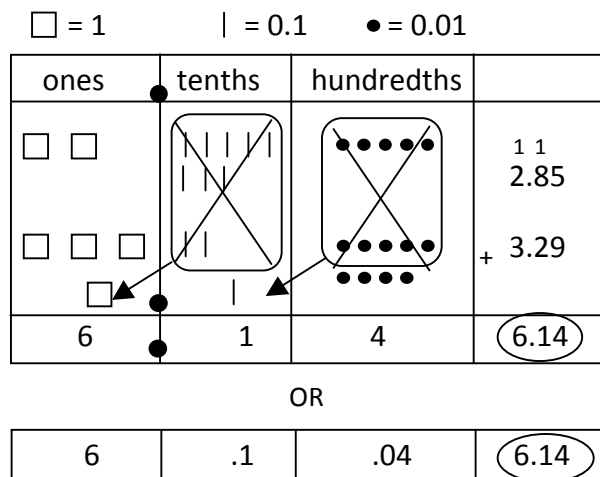 = 1 = 0.1 = 0.01
ones tenths hundredths
1 1
2.85
+ 3.29
6 1 4 6.14
OR
6 .1 .04 6.14